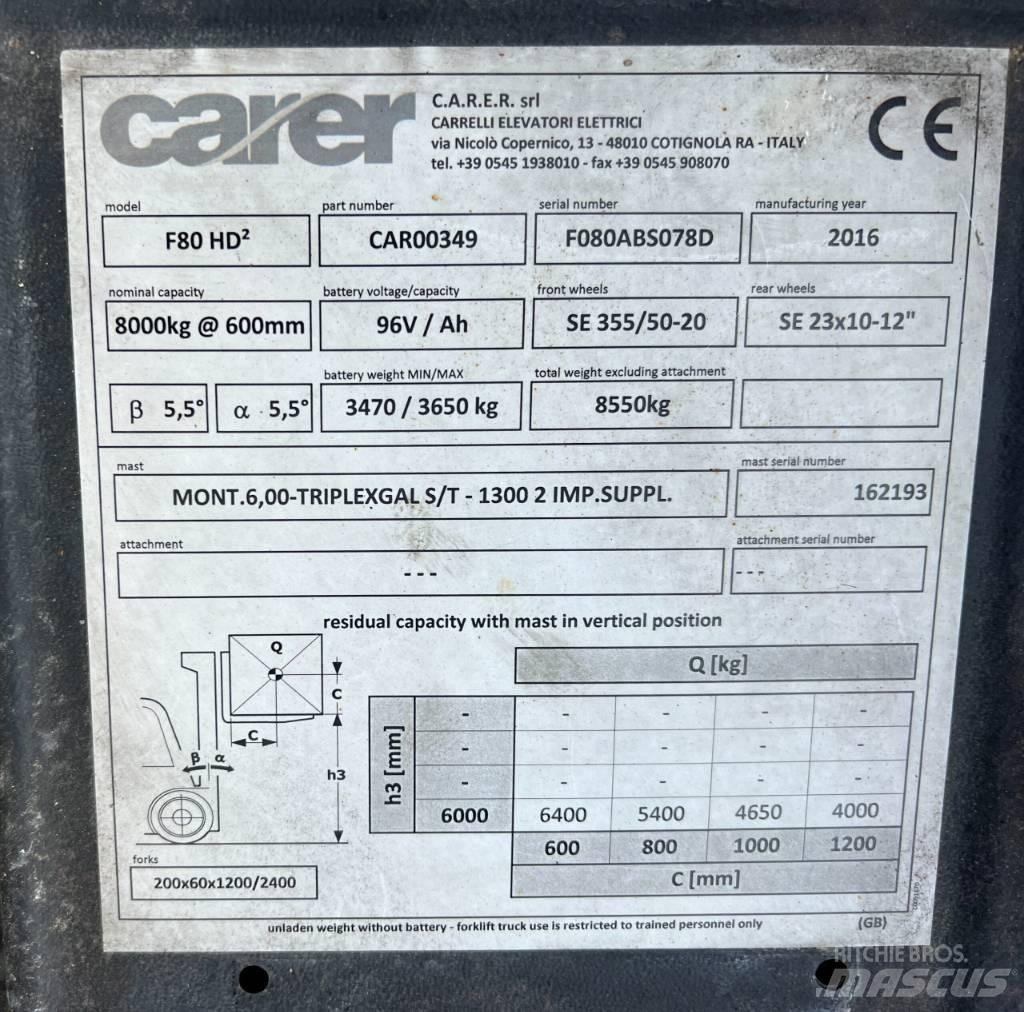 carer
C.A.R.E.R. srl
CARRELLI ELEVATORI ELETTRICI
via Nicolò Copernico, 13 - 48010 COTIGNOLA RA - ITALY
tel. +39 0545 1938010 - fax +39 0545 908070
CE
model part number serial number manufacturing year
F80 HD² CAR00349 F080ABS078D 2016
nominal capacity battery voltage/capacity front wheels rear wheels
8000kg @ 600mm 96V / Ah SE 355/50-20 SE 23x10-12"
battery weight MIN/MAX total weight excluding attachment
β 5,5° α 5,5° 3470 / 3650 kg 8550kg
mast mast serial number
MONT.6,00-TRIPLEXGAL S/T - 1300 2 IMP.SUPPL. 162193
attachment attachment serial number
--- ---
residual capacity with mast in vertical position
Q
C
C
β α
h3
Q [kg]
h3 [mm]
- - - - -
- - - - -
- - - - -
6000 6400 5400 4650 4000
600 800 1000 1200
C [mm]
forks
200x60x1200/2400
unladen weight without battery - forklift truck use is restricted to trained personnel only (GB)
RITCHIE BROS.
MASCUS